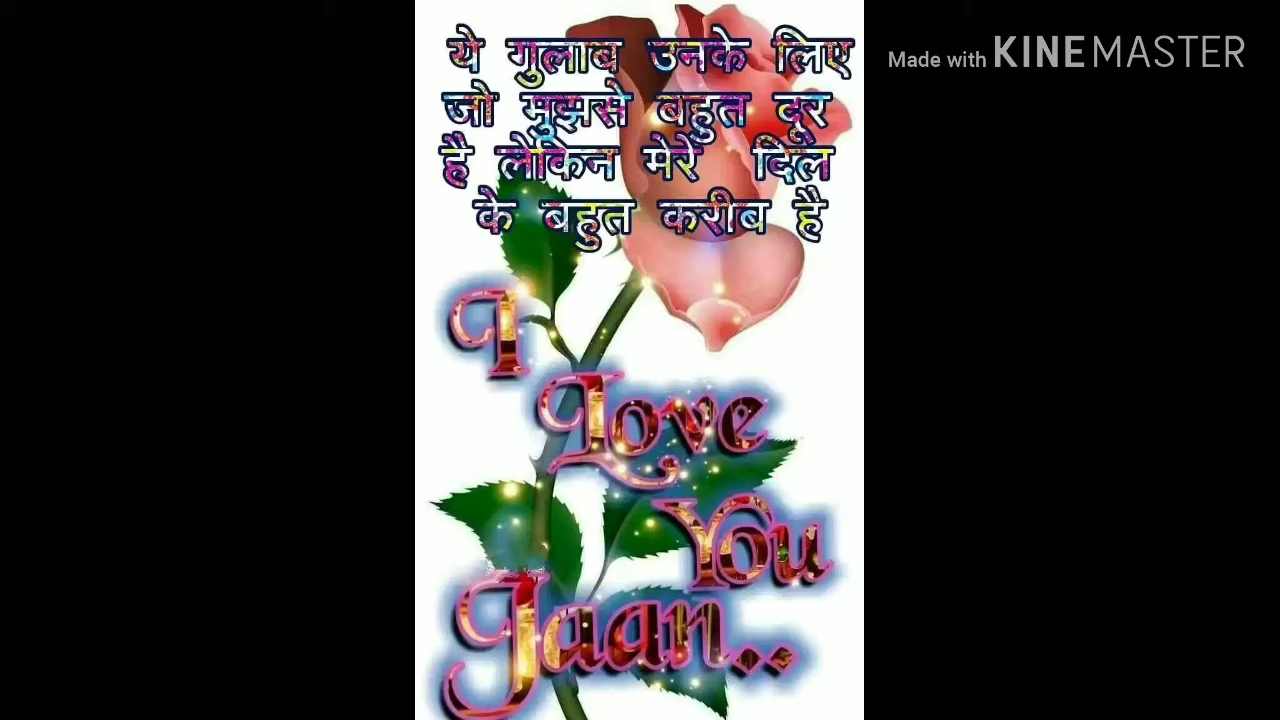 ये गुलाब उनके लिए
जो मुझसे बहुत दूर
है लेकिन मेरे दिल
के बहुत करीब है
I
Love
You
Jaan..
Made with KINEMASTER